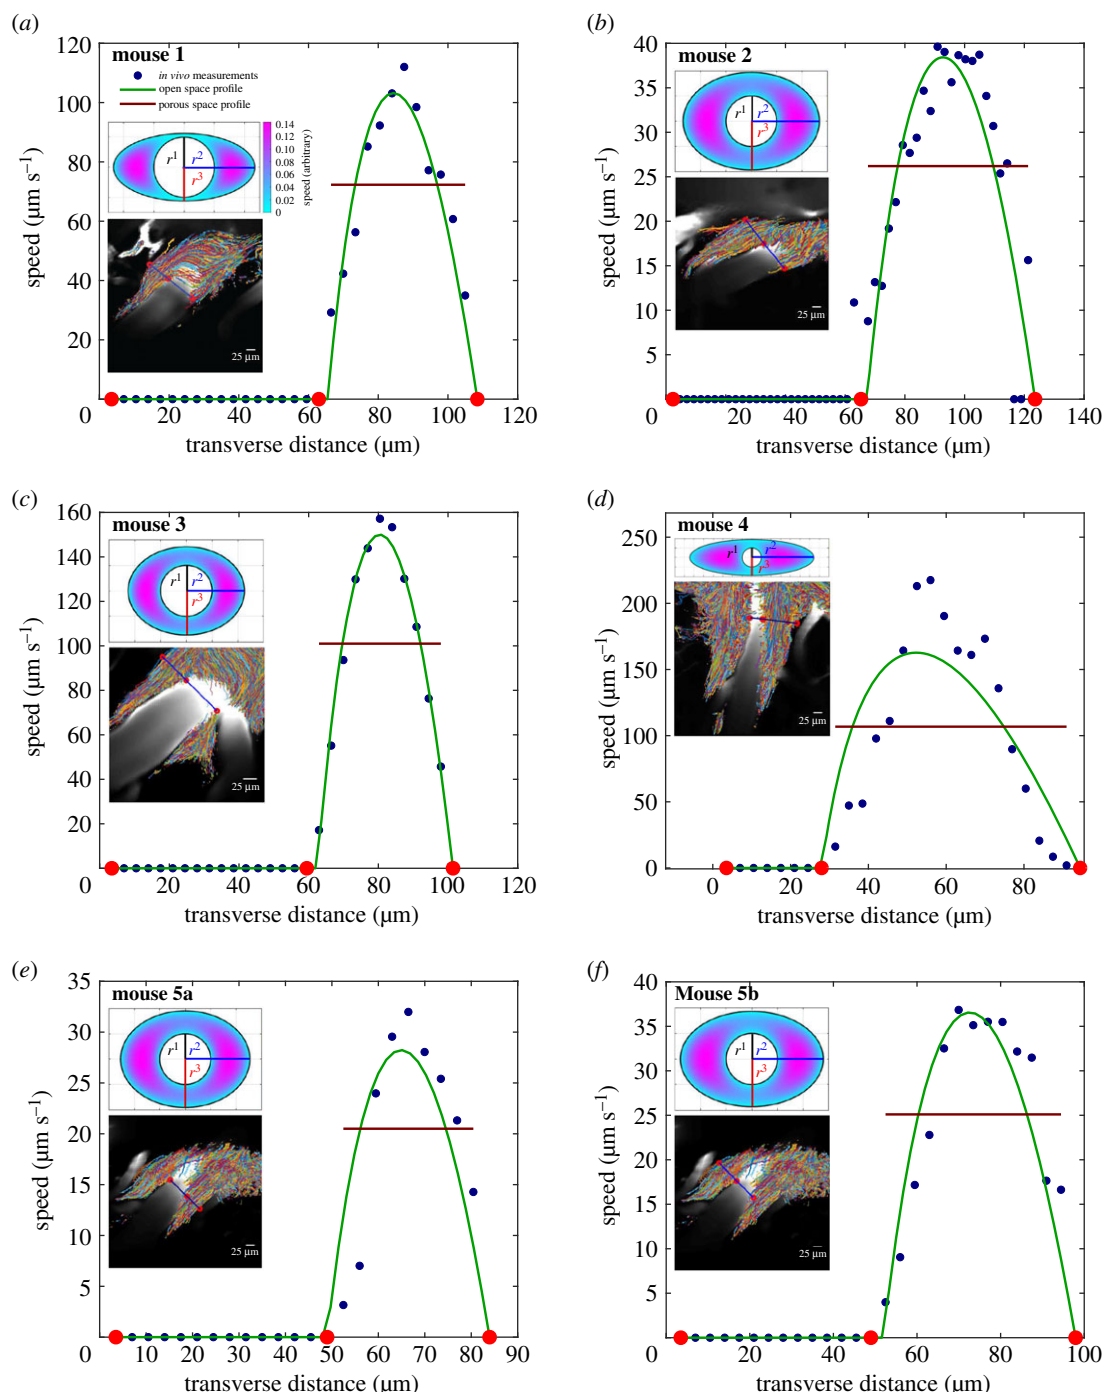 (a)
mouse 1
in vivo measurements
open space profile
porous space profile
r1
r2
r3
0.14
0.12
0.10
0.08
0.06
0.04
0.02
0
speed (arbitrary)
25 µm
120
100
80
60
40
20
0
20
40
60
80
100
120
speed (µm s−1)
transverse distance (µm)
(b)
mouse 2
r1
r2
r3
25 µm
40
35
30
25
20
15
10
5
0
20
40
60
80
100
120
140
speed (µm s−1)
transverse distance (µm)
(c)
mouse 3
r1
r2
r3
25 µm
160
140
120
100
80
60
40
20
0
20
40
60
80
100
120
speed (µm s−1)
transverse distance (µm)
(d)
mouse 4
r1
r2
r3
25 µm
250
200
150
100
50
0
0
20
40
60
80
speed (µm s−1)
transverse distance (µm)
(e)
mouse 5a
r1
r2
r3
25 µm
35
30
25
20
15
10
5
0
10
20
30
40
50
60
70
80
90
speed (µm s−1)
transverse distance (µm)
(f)
Mouse 5b
r1
r2
r3
25 µm
40
35
30
25
20
15
10
5
0
20
40
60
80
100
speed (µm s−1)
transverse distance (µm)